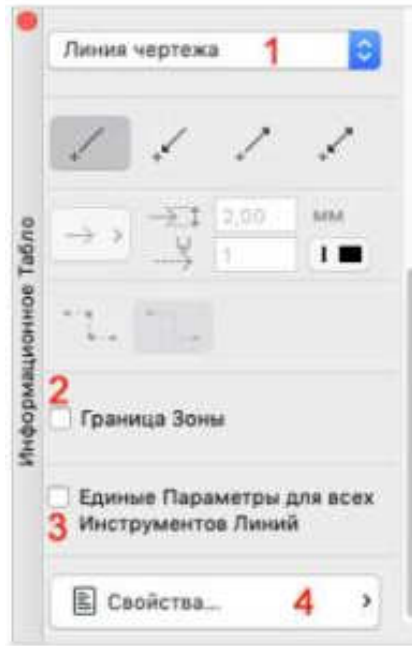 Информационное Табло
Линия чертежа 1
2,00 мм
1
2
Граница Зоны
Единые Параметры для всех
3 Инструментов Линий
Свойства... 4